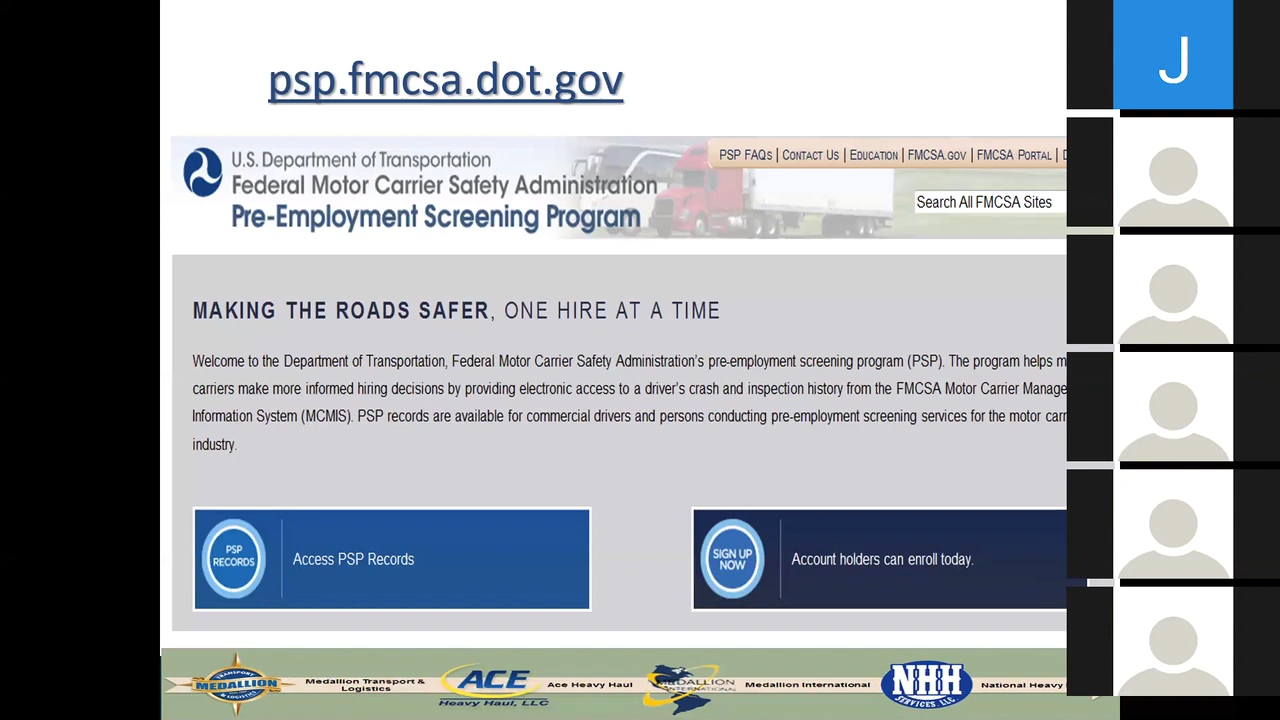 psp.fmcsa.dot.gov
J
PSP FAQs | Contact Us | Education | FMCSA.gov | FMCSA Portal |
U.S. Department of Transportation
Federal Motor Carrier Safety Administration
Pre-Employment Screening Program
Search All FMCSA Sites
MAKING THE ROADS SAFER, ONE HIRE AT A TIME
Welcome to the Department of Transportation, Federal Motor Carrier Safety Administration's pre-employment screening program (PSP). The program helps m
carriers make more informed hiring decisions by providing electronic access to a driver's crash and inspection history from the FMCSA Motor Carrier Manage
Information System (MCMIS). PSP records are available for commercial drivers and persons conducting pre-employment screening services for the motor carr
industry.
PSP
RECORDS
Access PSP Records
SIGN UP
NOW
Account holders can enroll today.
TRANSPORT
MEDALLION
& LOGISTICS
Medallion Transport &
Logistics
ACE
Heavy Haul, LLC
Ace Heavy Haul
MEDALLION
INTERNATIONAL
Medallion International
NHH
SERVICES, LLC
National Heavy